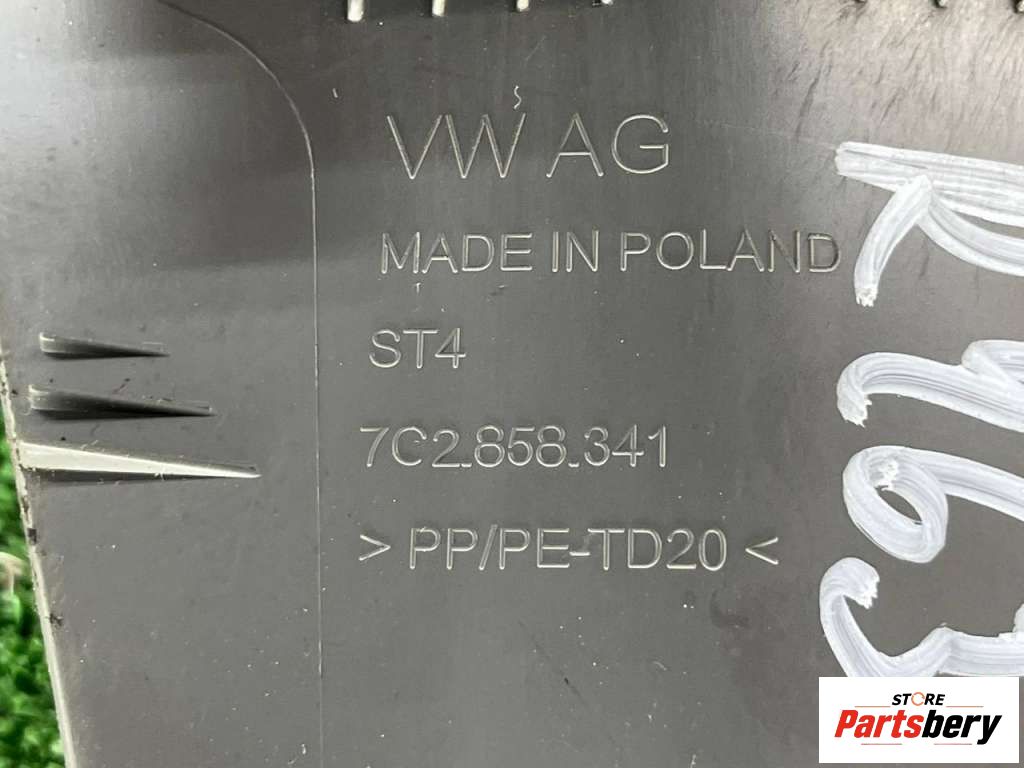 VW AG
MADE IN POLAND
ST4
7C2.858.341
> PP/PE-TD20 <
STORE
Partsbery